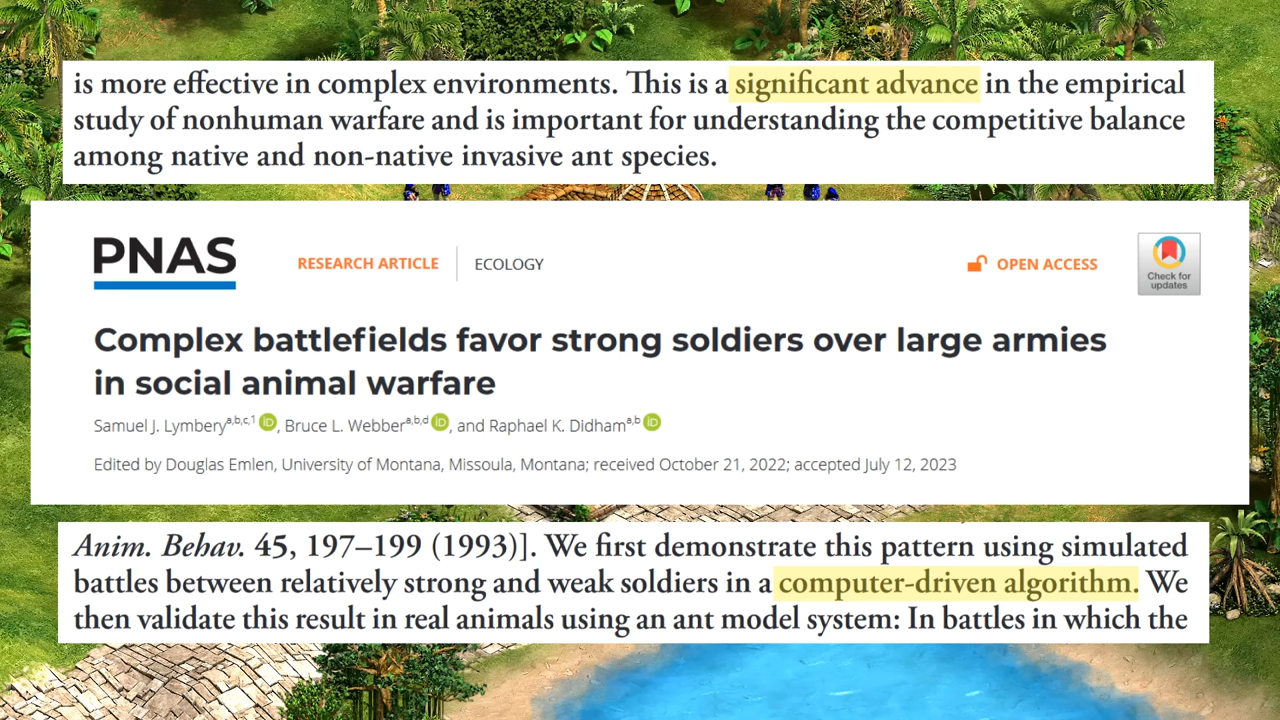 is more effective in complex environments. This is a significant advance in the empirical
study of nonhuman warfare and is important for understanding the competitive balance
among native and non-native invasive ant species.
PNAS RESEARCH ARTICLE | ECOLOGY OPEN ACCESS
Check for
updates
Complex battlefields favor strong soldiers over large armies
in social animal warfare
Samuel J. Lymbery a,b,c,1 iD, Bruce L. Webber a,b,d iD, and Raphael K. Didham a,b iD
Edited by Douglas Emlen, University of Montana, Missoula, Montana; received October 21, 2022; accepted July 12, 2023
Anim. Behav. 45, 197–199 (1993)]. We first demonstrate this pattern using simulated
battles between relatively strong and weak soldiers in a computer-driven algorithm. We
then validate this result in real animals using an ant model system: In battles in which the